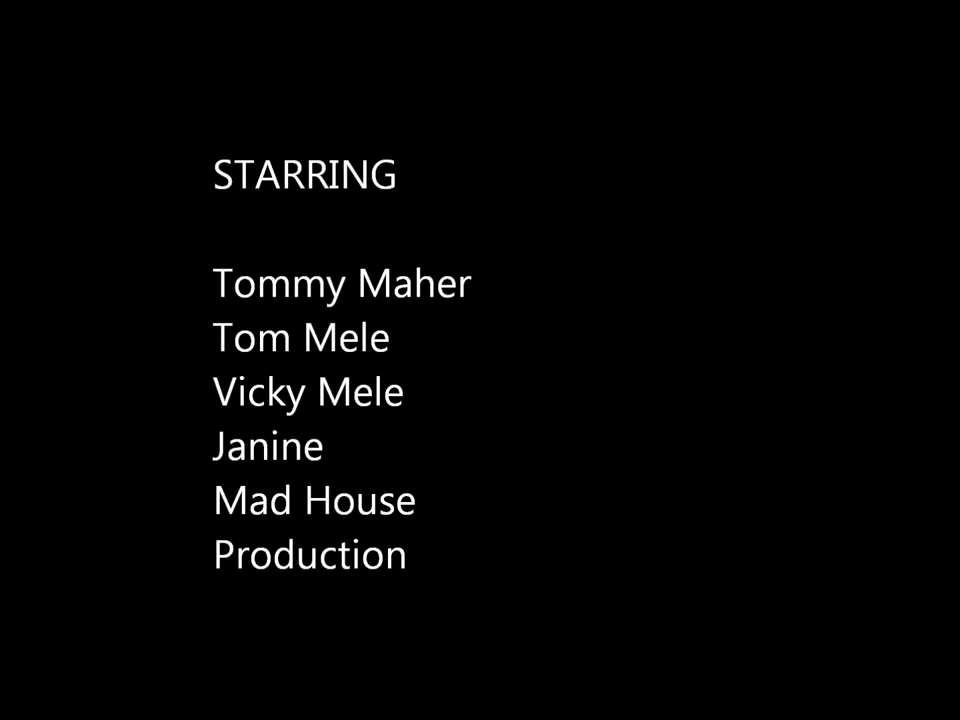 STARRING
Tommy Maher
Tom Mele
Vicky Mele
Janine
Mad House
Production